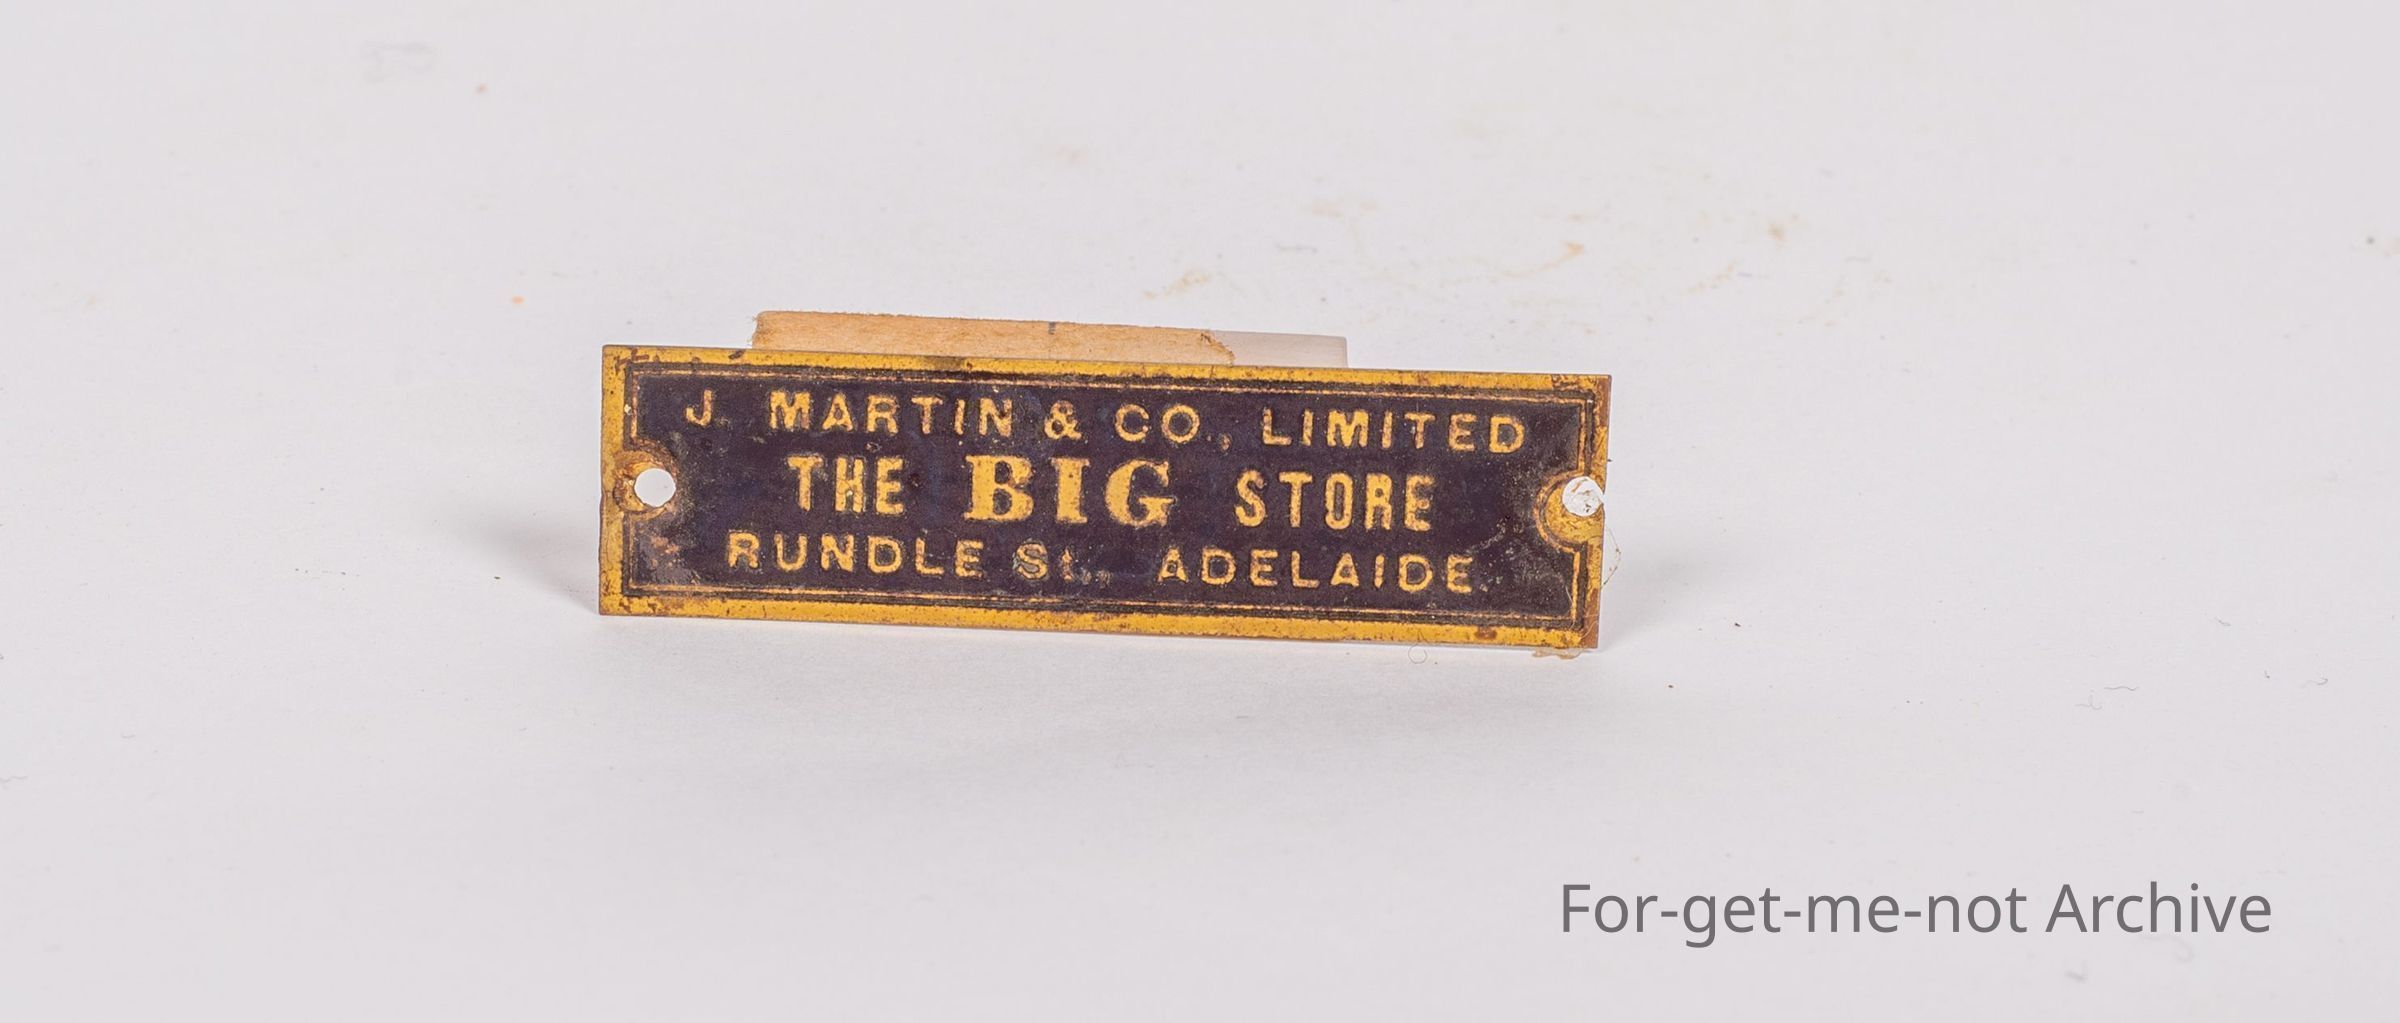 J. MARTIN & CO., LIMITED
THE BIG STORE
RUNDLE St., ADELAIDE.
For-get-me-not Archive